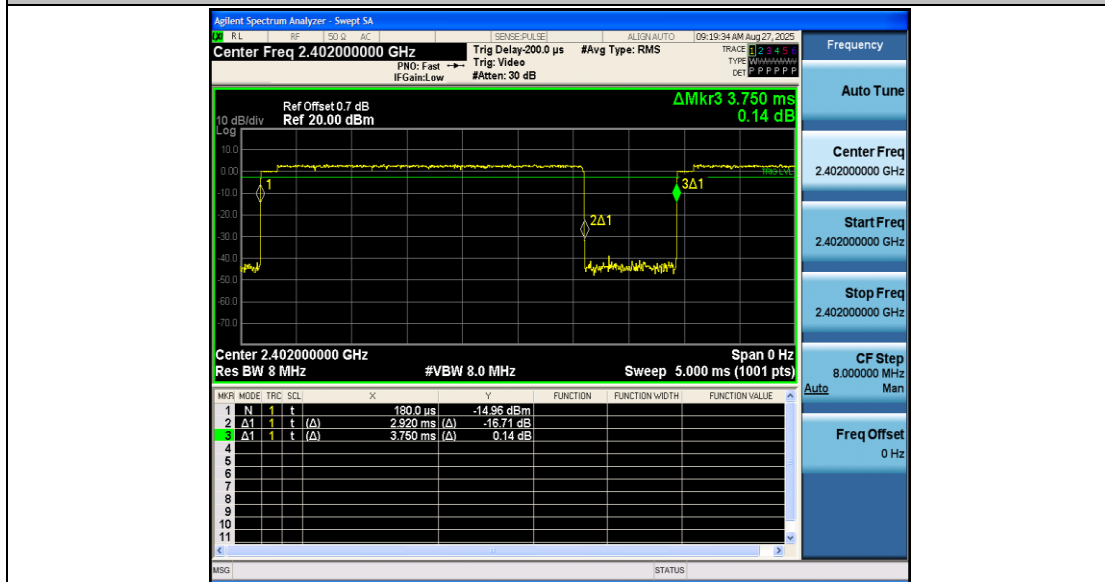 Agilent Spectrum Analyzer - Swept SA
RL RF 50 Ω AC SENSE:PULSE ALIGN AUTO 09:19:34 AM Aug 27, 2025
Center Freq 2.402000000 GHz Trig Delay-200.0 µs #Avg Type: RMS TRACE 1 2 3 4 5 6
PNO: Fast Trig: Video TYPE
IFGain:Low #Atten: 30 dB DET P P P P P P
Frequency
ΔMkr3 3.750 ms
Ref Offset 0.7 dB 0.14 dB
10 dB/div Ref 20.00 dBm
Log
10.0
0.00
TRIG LVL
-10.0
1
3Δ1
-20.0
2Δ1
-30.0
-40.0
-50.0
-60.0
-70.0
Center 2.402000000 GHz Span 0 Hz
Res BW 8 MHz #VBW 8.0 MHz Sweep 5.000 ms (1001 pts)
MKR MODE TRC SCL X Y FUNCTION FUNCTION WIDTH FUNCTION VALUE
1 N 1 t 180.0 µs -14.96 dBm
2 Δ1 1 t (Δ) 2.920 ms (Δ) -16.71 dB
3 Δ1 1 t (Δ) 3.750 ms (Δ) 0.14 dB
4
5
6
7
8
9
10
11
Auto Tune
Center Freq
2.402000000 GHz
Start Freq
2.402000000 GHz
Stop Freq
2.402000000 GHz
CF Step
8.000000 MHz
Auto Man
Freq Offset
0 Hz
MSG STATUS